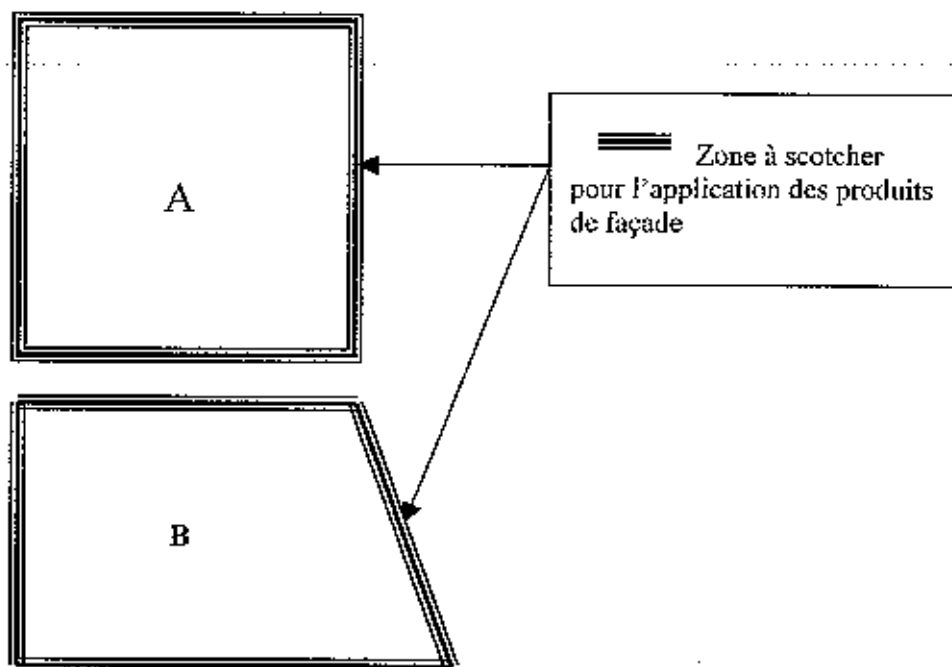 A
Zone à scotcher
pour l'application des produits
de façade
B